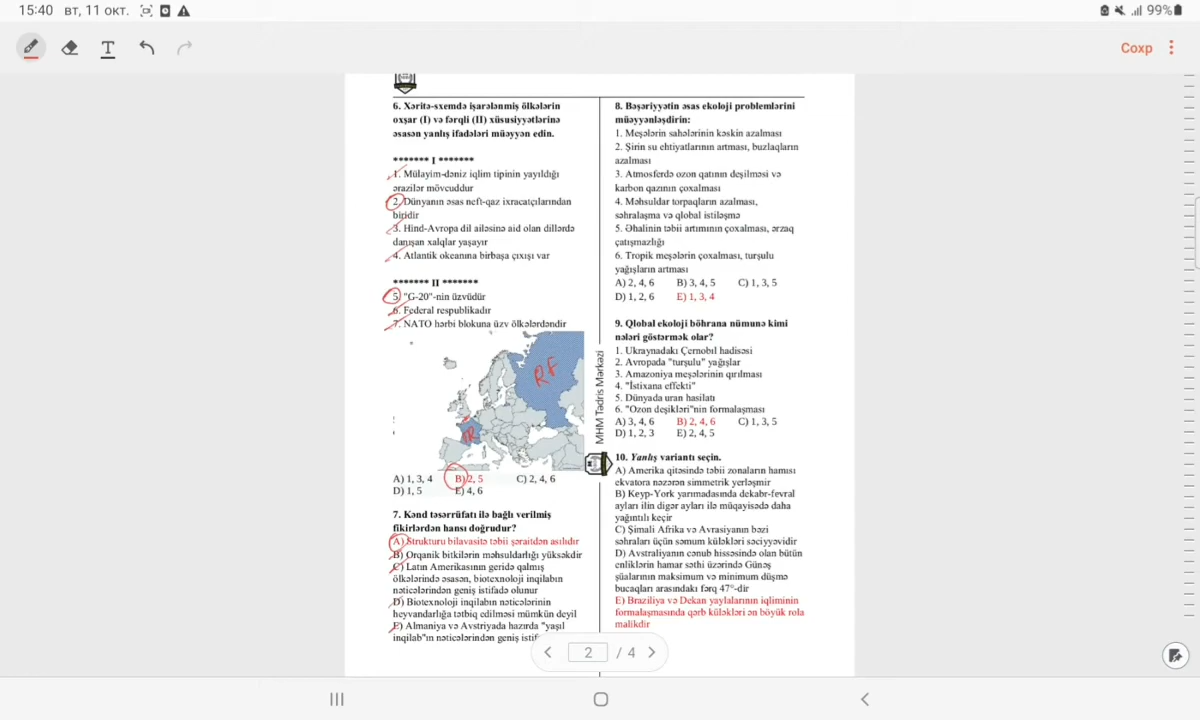 15:40 вт, 11 окт.
99%
Сохр
6. Xəritə-sxemdə işarələnmiş ölkələrin
oxşar (I) və fərqli (II) xüsusiyyətlərinə
əsasən yanlış ifadələri müəyyən edin.
******* I *******
1. Mülayim-dəniz iqlim tipinin yayıldığı
ərazilər mövcuddur
2. Dünyanın əsas neft-qaz ixracatçılarından
biridir
3. Hind-Avropa dil ailəsinə aid olan dillərdə
danışan xalqlar yaşayır
4. Atlantik okeanına birbaşa çıxışı var
******* II *******
5. "G-20"-nin üzvüdür
6. Federal respublikadır
7. NATO hərbi blokuna üzv ölkələrdəndir
RF
FR
A) 1, 3, 4 B) 2, 5 C) 2, 4, 6
D) 1, 5 E) 4, 6
7. Kənd təsərrüfatı ilə bağlı verilmiş
fikirlərdən hansı doğrudur?
A) Strukturu bilavasitə təbii şəraitdən asılıdır
B) Orqanik bitkilərin məhsuldarlığı yüksəkdir
C) Latın Amerikasının geridə qalmış
ölkələrində əsasən, biotexnoloji inqilabın
nəticələrindən geniş istifadə olunur
D) Biotexnoloji inqilabın nəticələrinin
heyvandarlığa tətbiq edilməsi mümkün deyil
E) Almaniya və Avstriyada hazırda "yaşıl
inqilab"ın nəticələrindən geniş istif
MHM Tədris Mərkəzi
8. Bəşəriyyətin əsas ekoloji problemlərini
müəyyənləşdirin:
1. Meşələrin sahələrinin kəskin azalması
2. Şirin su ehtiyatlarının artması, buzlaqların
azalması
3. Atmosferdə ozon qatının deşilməsi və
karbon qazının çoxalması
4. Məhsuldar torpaqların azalması,
səhralaşma və qlobal istiləşmə
5. Əhalinin təbii artımının çoxalması, ərzaq
çatışmazlığı
6. Tropik meşələrin çoxalması, turşulu
yağışların artması
A) 2, 4, 6 B) 3, 4, 5 C) 1, 3, 5
D) 1, 2, 6 E) 1, 3, 4
9. Qlobal ekoloji böhrana nümunə kimi
nələri göstərmək olar?
1. Ukraynadakı Çernobıl hadisəsi
2. Avropada "turşulu" yağışlar
3. Amazoniya meşələrinin qırılması
4. "İstixana effekti"
5. Dünyada uran hasilatı
6. "Ozon deşikləri"nin formalaşması
A) 3, 4, 6 B) 2, 4, 6 C) 1, 3, 5
D) 1, 2, 3 E) 2, 4, 5
10. Yanlış variantı seçin.
A) Amerika qitəsində təbii zonaların hamısı
ekvatora nəzərən simmetrik yerləşmir
B) Keyp-York yarımadasında dekabr-fevral
ayları ilin digər ayları ilə müqayisədə daha
yağıntılı keçir
C) Şimali Afrika və Avrasiyanın bəzi
səhraları üçün səmum küləkləri səciyyəvidir
D) Avstraliyanın cənub hissəsində olan bütün
enliklərin hamar səthi üzərində Günəş
şüalarının maksimum və minimum düşmə
bucaqları arasındakı fərq 47°-dir
E) Braziliya və Dekan yaylalarının iqliminin
formalaşmasında qərb küləkləri ən böyük rola
malikdir
2 / 4